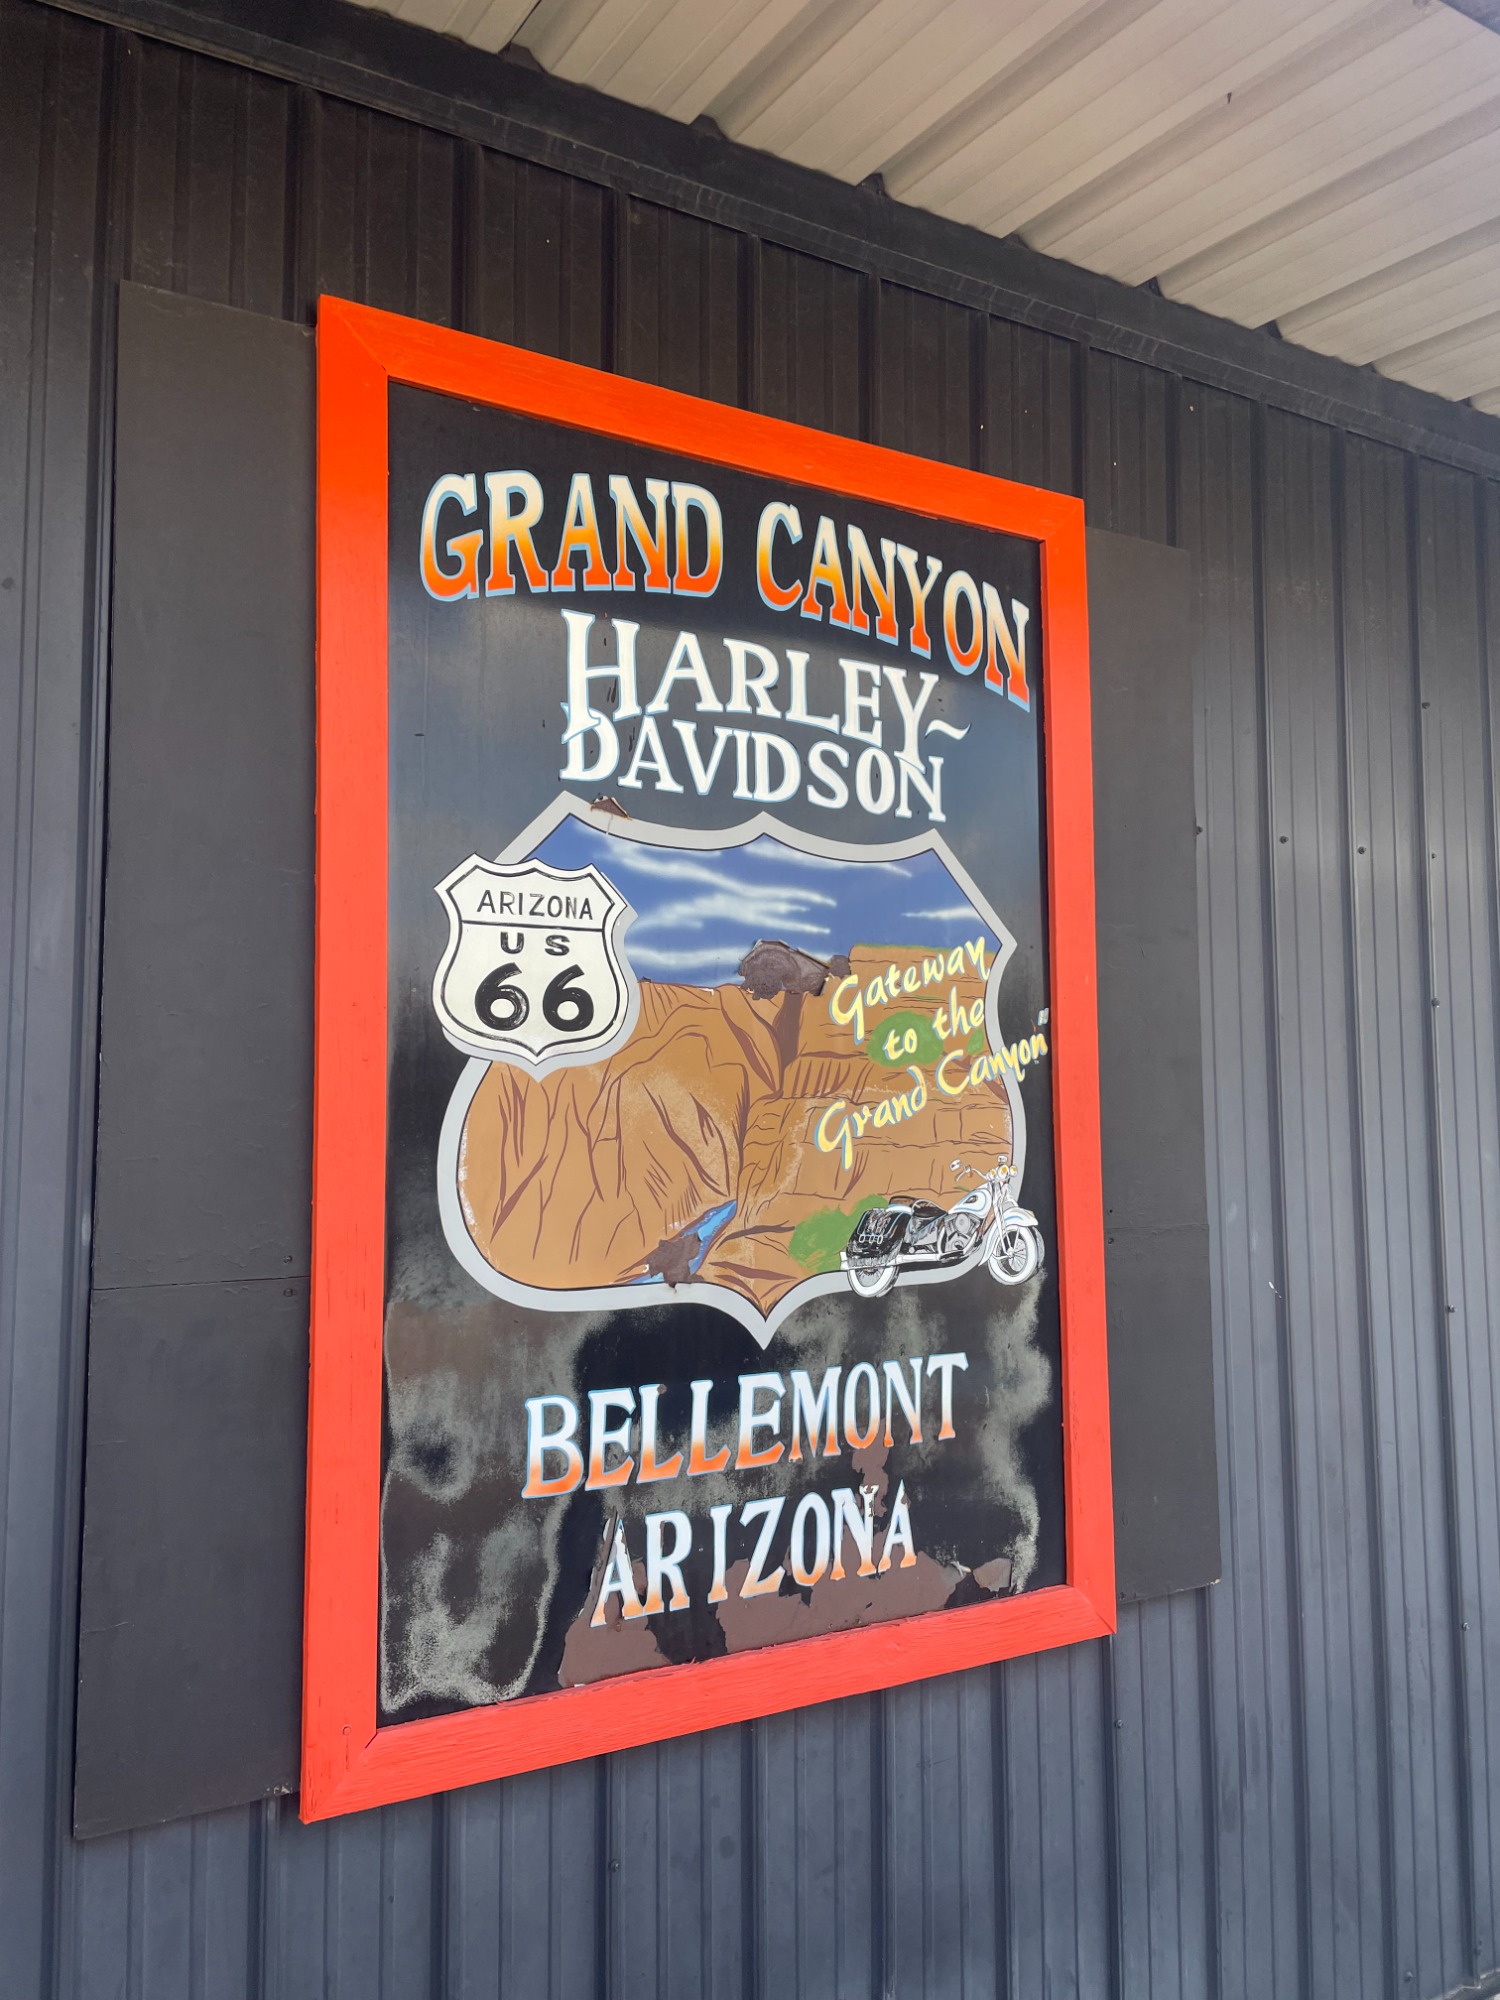 GRAND CANYON
HARLEY~
DAVIDSON
ARIZONA
US
66
Gateway
to the
Grand Canyon"
BELLEMONT
ARIZONA